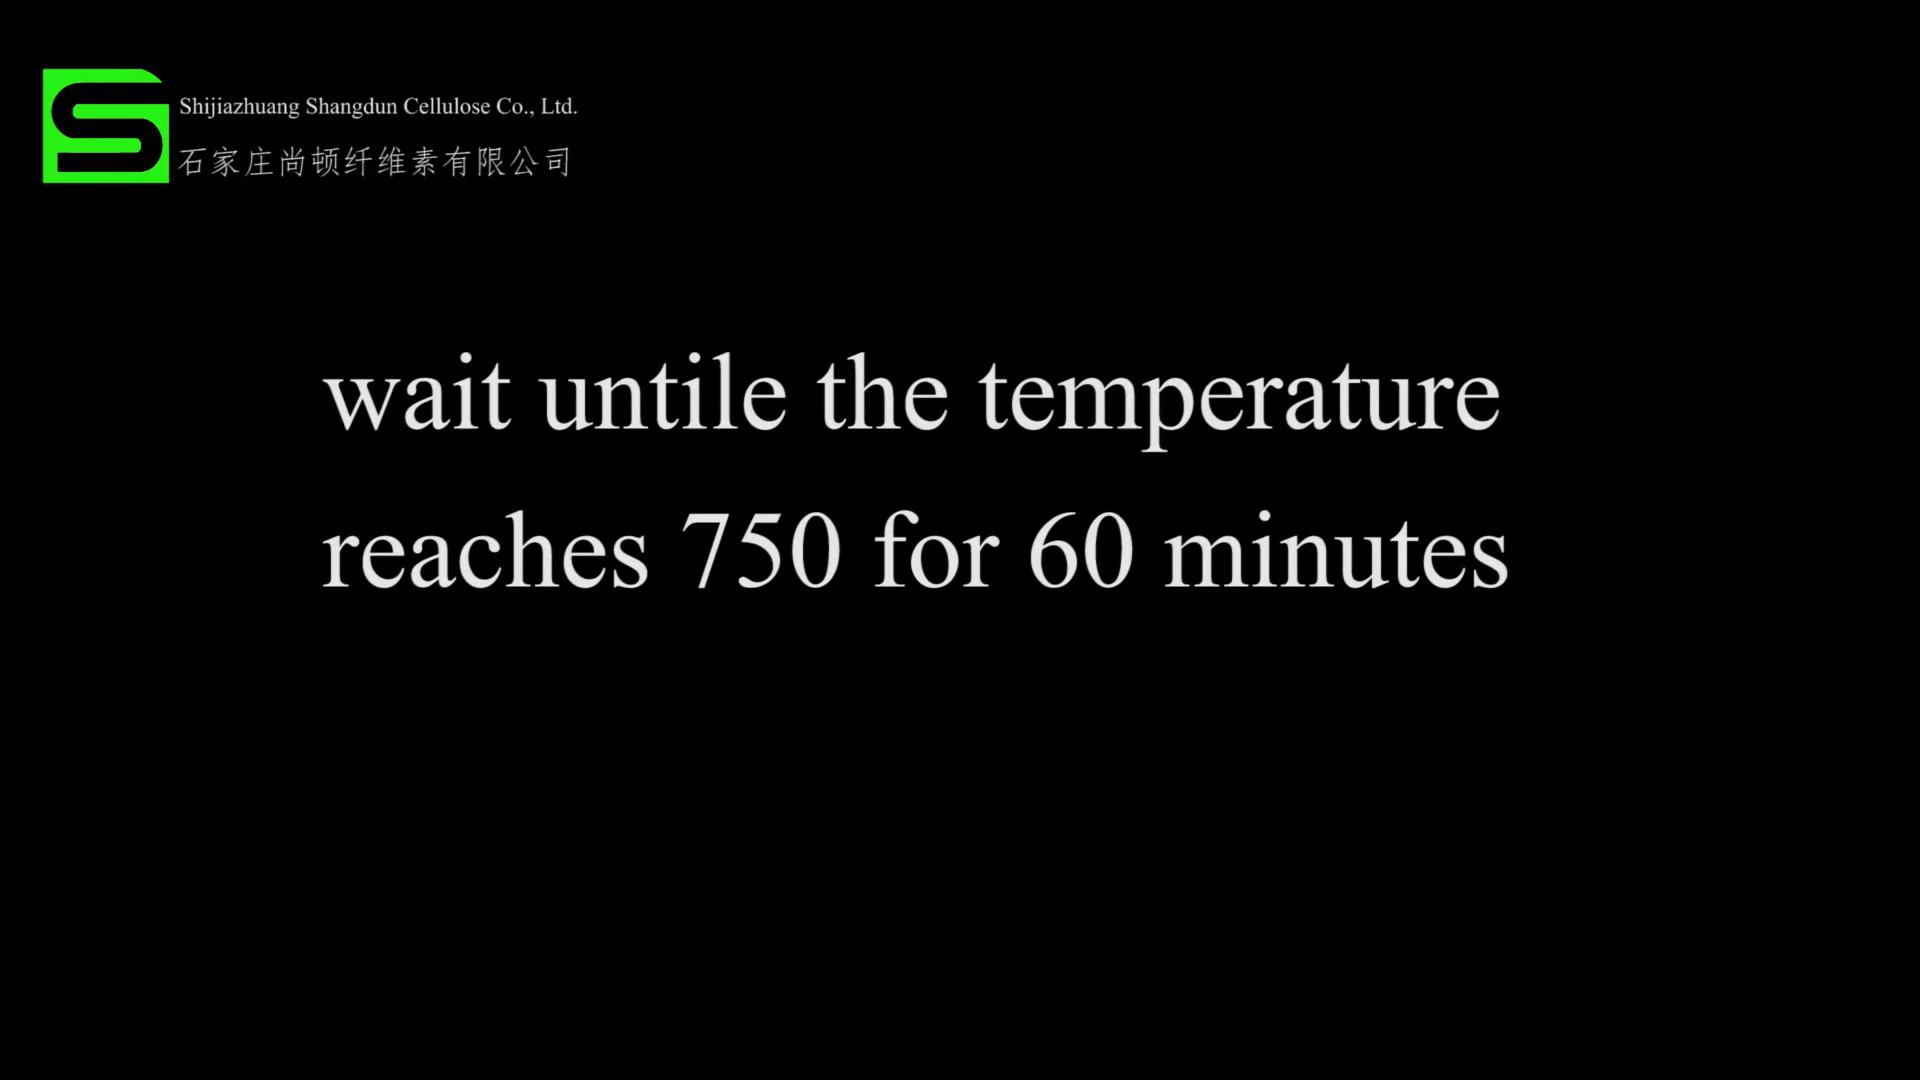 Shijiazhuang Shangdun Cellulose Co., Ltd.
石家庄尚顿纤维素有限公司
wait untile the temperature
reaches 750 for 60 minutes